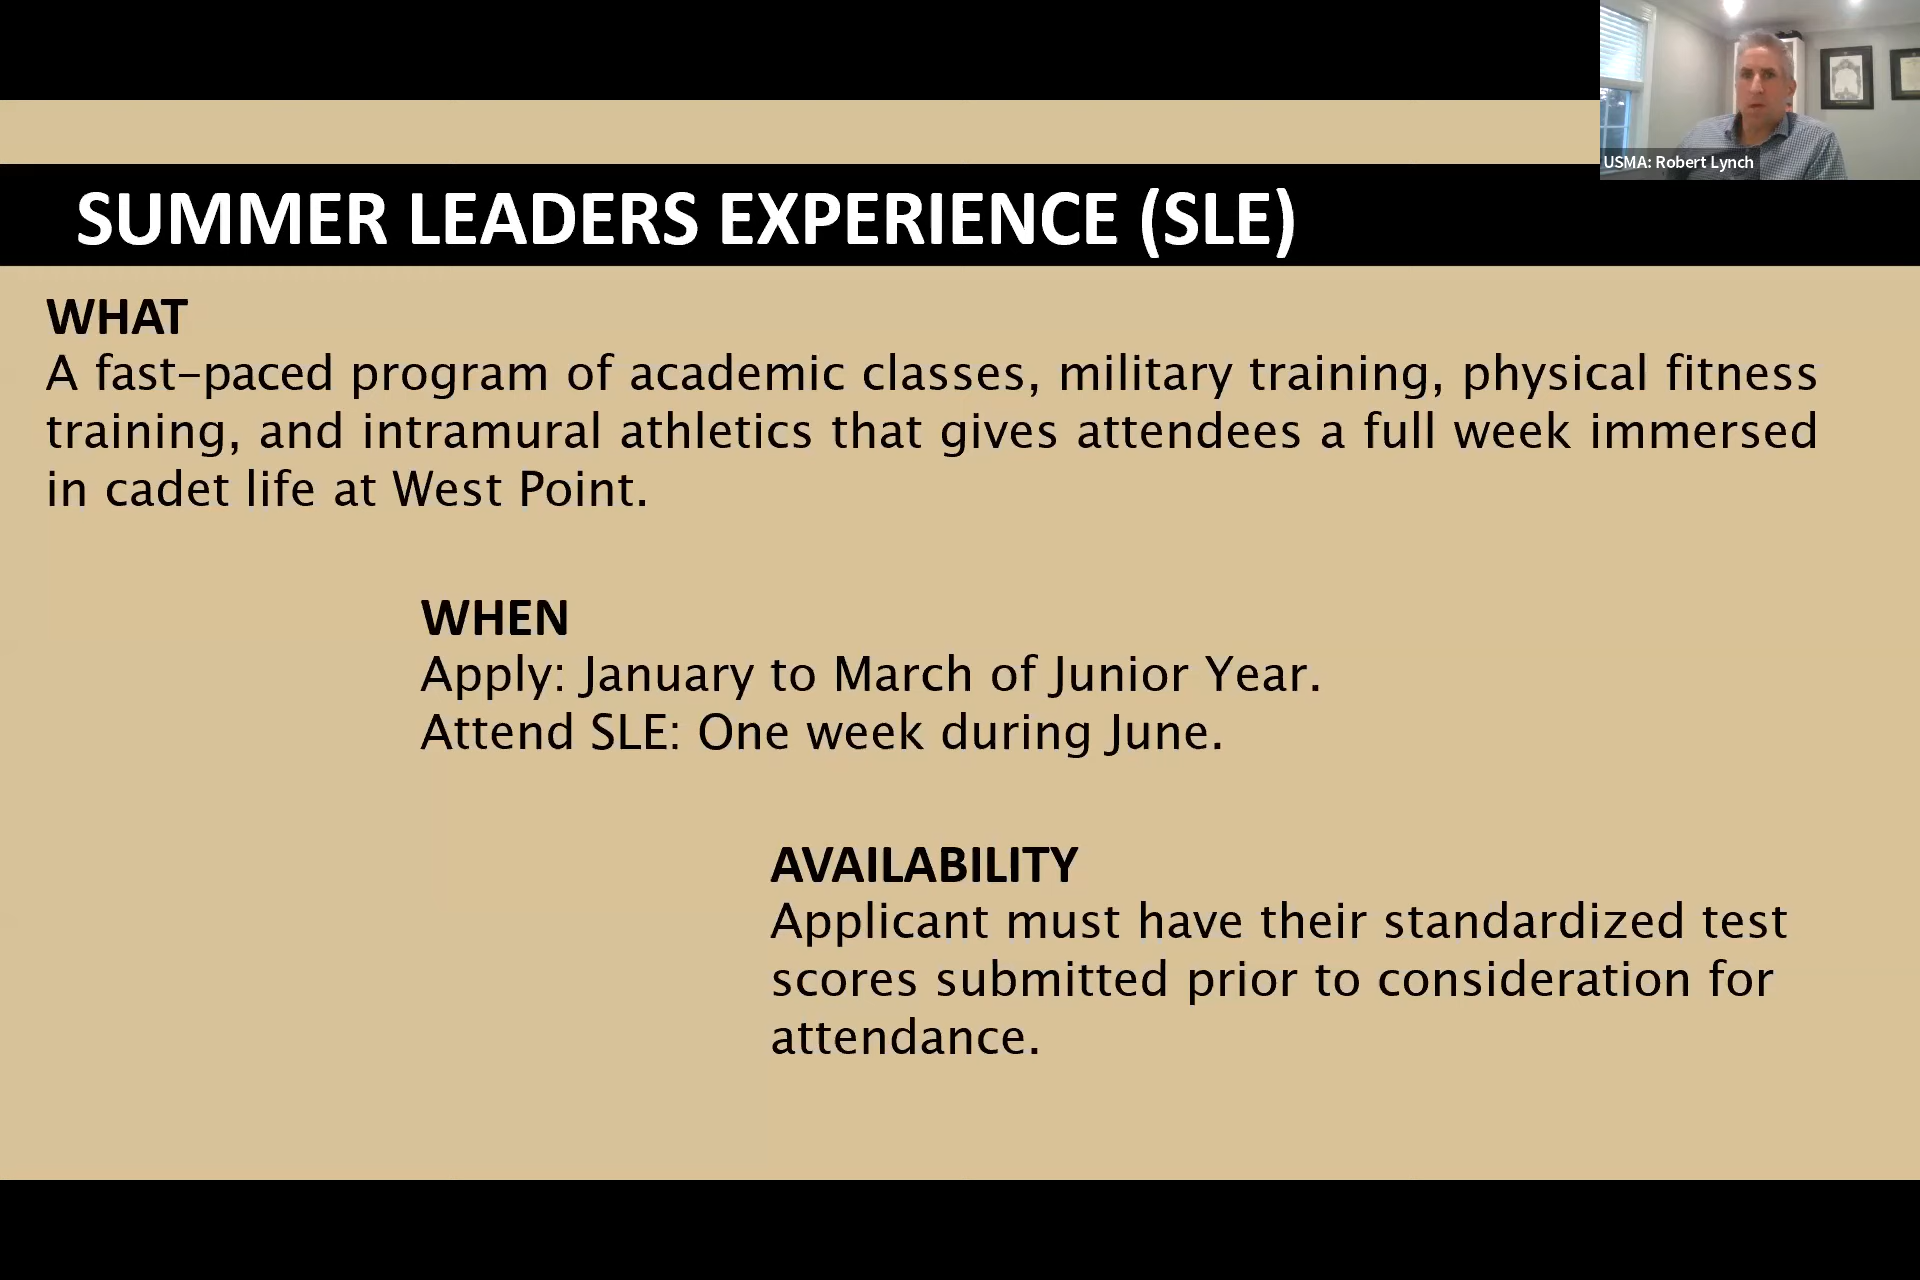 USMA: Robert Lynch
SUMMER LEADERS EXPERIENCE (SLE)
WHAT
A fast-paced program of academic classes, military training, physical fitness
training, and intramural athletics that gives attendees a full week immersed
in cadet life at West Point.
WHEN
Apply: January to March of Junior Year.
Attend SLE: One week during June.
AVAILABILITY
Applicant must have their standardized test
scores submitted prior to consideration for
attendance.